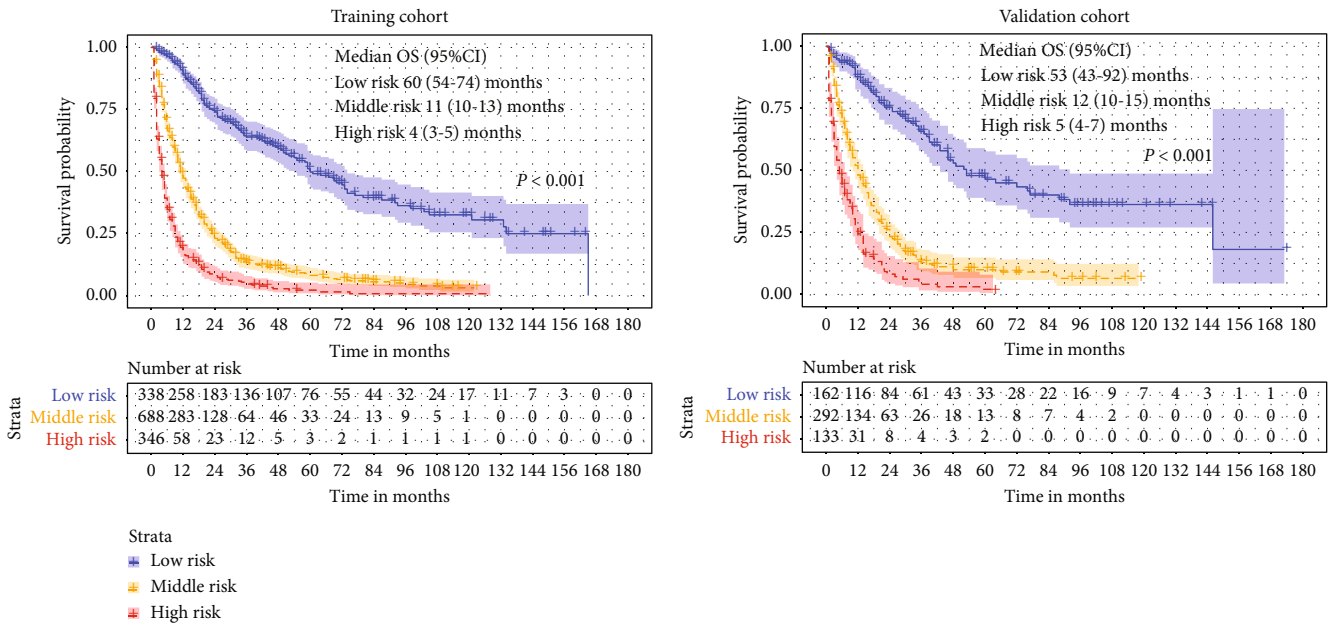 Training cohort
Survival probability
1.00
0.75
0.50
0.25
0.00
Median OS (95%CI)
Low risk 60 (54-74) months
Middle risk 11 (10-13) months
High risk 4 (3-5) months
P < 0.001
0 12 24 36 48 60 72 84 96 108 120 132 144 156 168 180
Time in months
Number at risk
Strata
Low risk 338 258 183 136 107 76 55 44 32 24 17 11 7 3 0 0
Middle risk 688 283 128 64 46 33 24 13 9 5 1 0 0 0 0 0
High risk 346 58 23 12 5 3 2 1 1 1 1 0 0 0 0 0
0 12 24 36 48 60 72 84 96 108 120 132 144 156 168 180
Time in months
Strata
Low risk
Middle risk
High risk
Validation cohort
Survival probability
1.00
0.75
0.50
0.25
0.00
Median OS (95%CI)
Low risk 53 (43-92) months
Middle risk 12 (10-15) months
High risk 5 (4-7) months
P < 0.001
0 12 24 36 48 60 72 84 96 108 120 132 144 156 168 180
Time in months
Number at risk
Strata
Low risk 162 116 84 61 43 33 28 22 16 9 7 4 3 1 1 0
Middle risk 292 134 63 26 18 13 8 7 4 2 0 0 0 0 0 0
High risk 133 31 8 4 3 2 0 0 0 0 0 0 0 0 0 0
0 12 24 36 48 60 72 84 96 108 120 132 144 156 168 180
Time in months